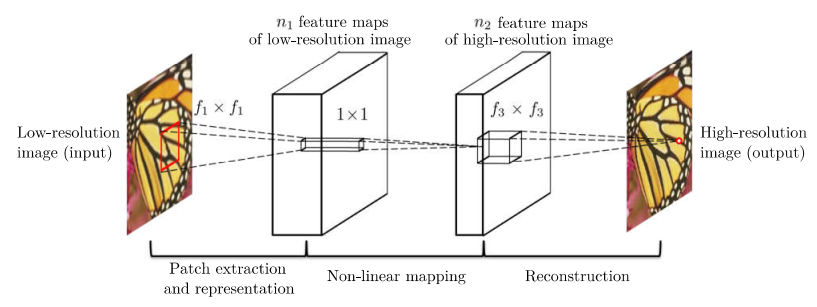 n₁ feature maps
of low-resolution image
n₂ feature maps
of high-resolution image
f₁ × f₁
1×1
f₃ × f₃
Low-resolution
image (input)
High-resolution
image (output)
Patch extraction
and representation
Non-linear mapping
Reconstruction